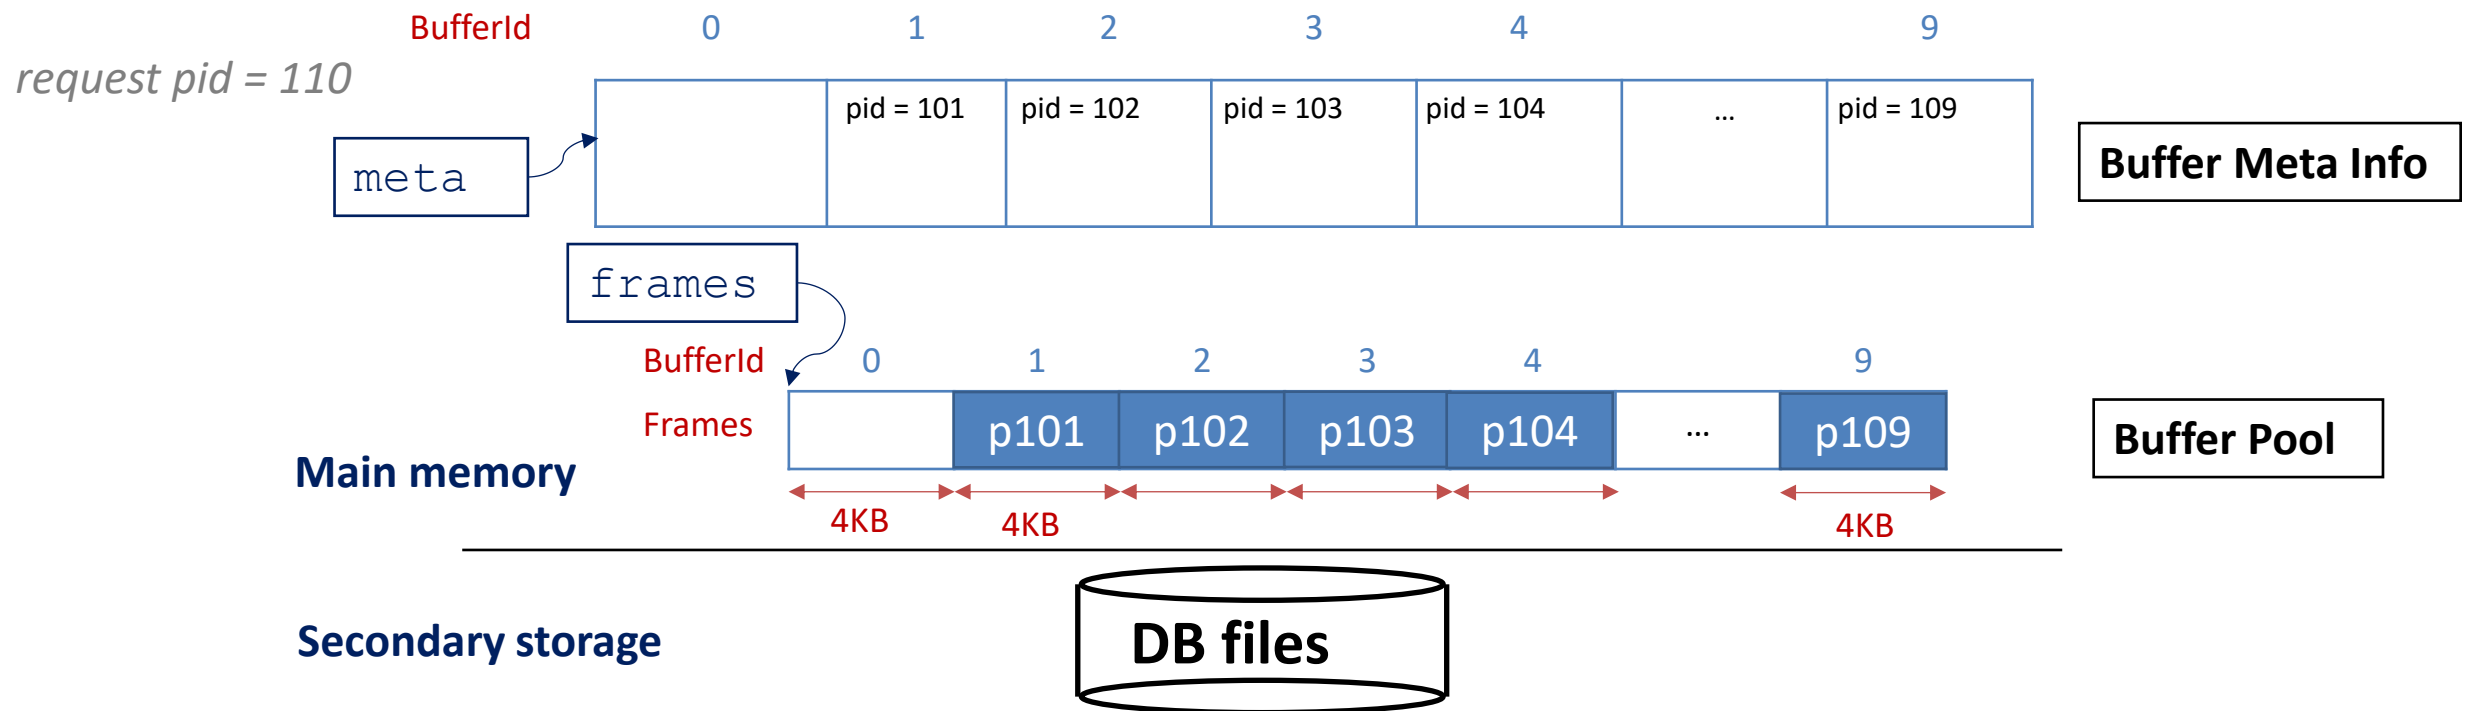 BufferId 0 1 2 3 4 9
request pid = 110
pid = 101 pid = 102 pid = 103 pid = 104 ... pid = 109
meta
Buffer Meta Info
frames
BufferId 0 1 2 3 4 9
Frames p101 p102 p103 p104 ... p109
Buffer Pool
Main memory
4KB 4KB 4KB
Secondary storage
DB files